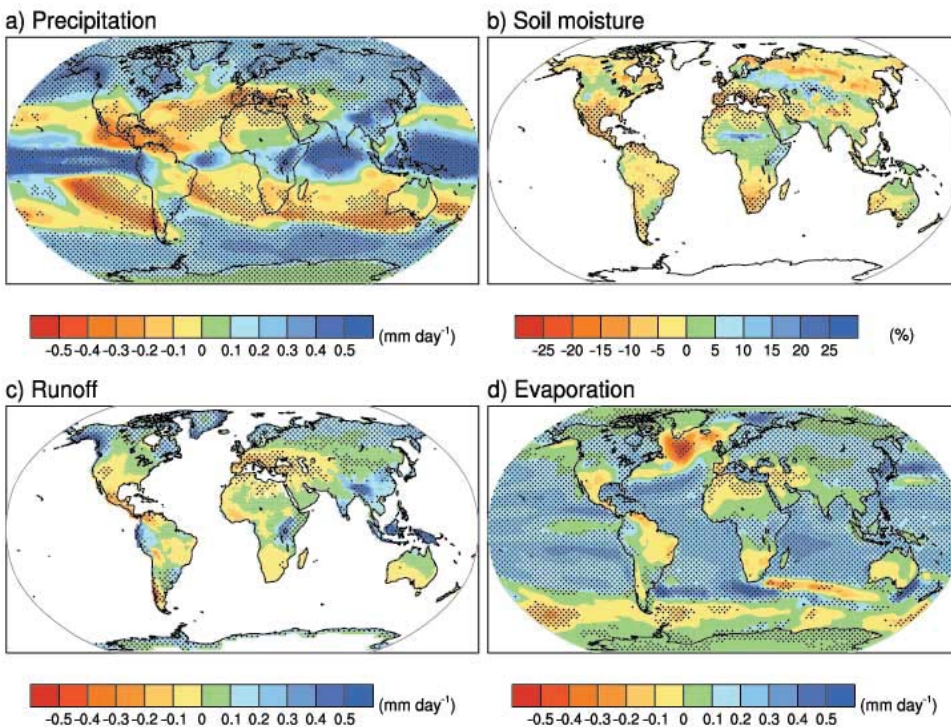 a) Precipitation
b) Soil moisture
-0.5-0.4-0.3-0.2-0.1 0 0.1 0.2 0.3 0.4 0.5 (mm day⁻¹)
-25 -20 -15 -10 -5 0 5 10 15 20 25 (%)
c) Runoff
d) Evaporation
-0.5-0.4-0.3-0.2-0.1 0 0.1 0.2 0.3 0.4 0.5 (mm day⁻¹)
-0.5-0.4-0.3-0.2-0.1 0 0.1 0.2 0.3 0.4 0.5 (mm day⁻¹)